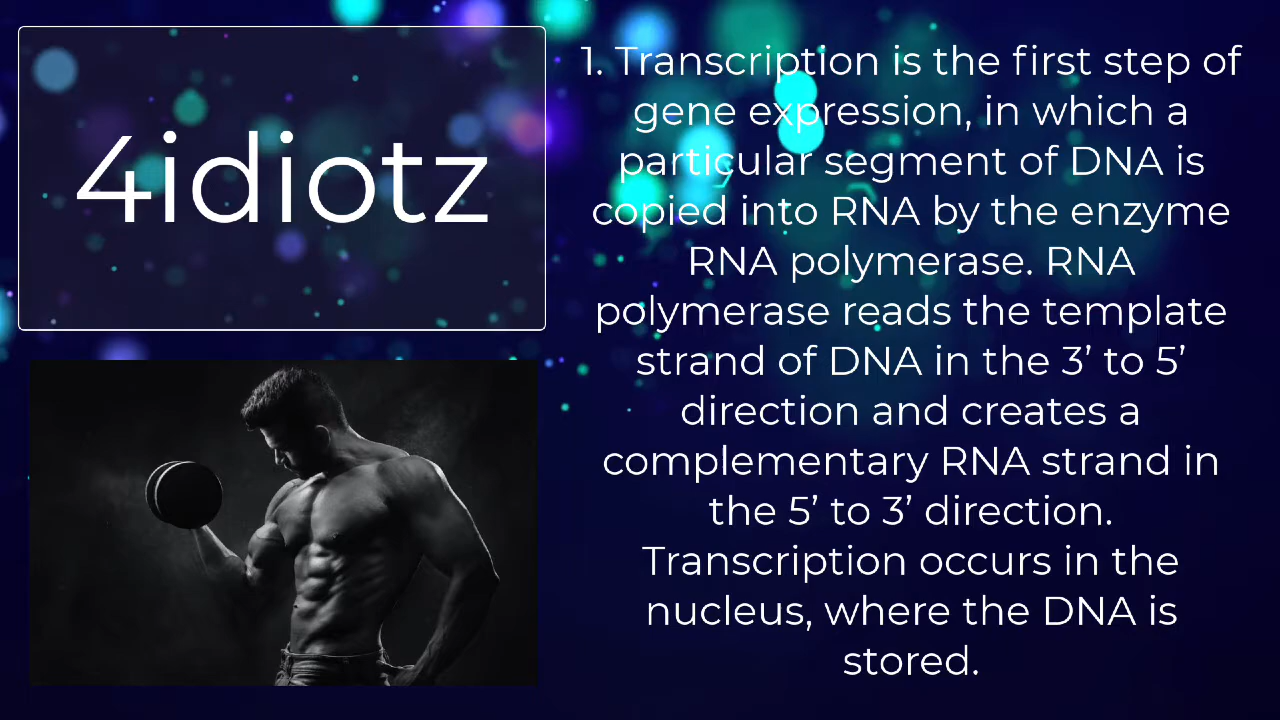 4idiotz
1. Transcription is the first step of
gene expression, in which a
particular segment of DNA is
copied into RNA by the enzyme
RNA polymerase. RNA
polymerase reads the template
strand of DNA in the 3’ to 5’
direction and creates a
complementary RNA strand in
the 5’ to 3’ direction.
Transcription occurs in the
nucleus, where the DNA is
stored.